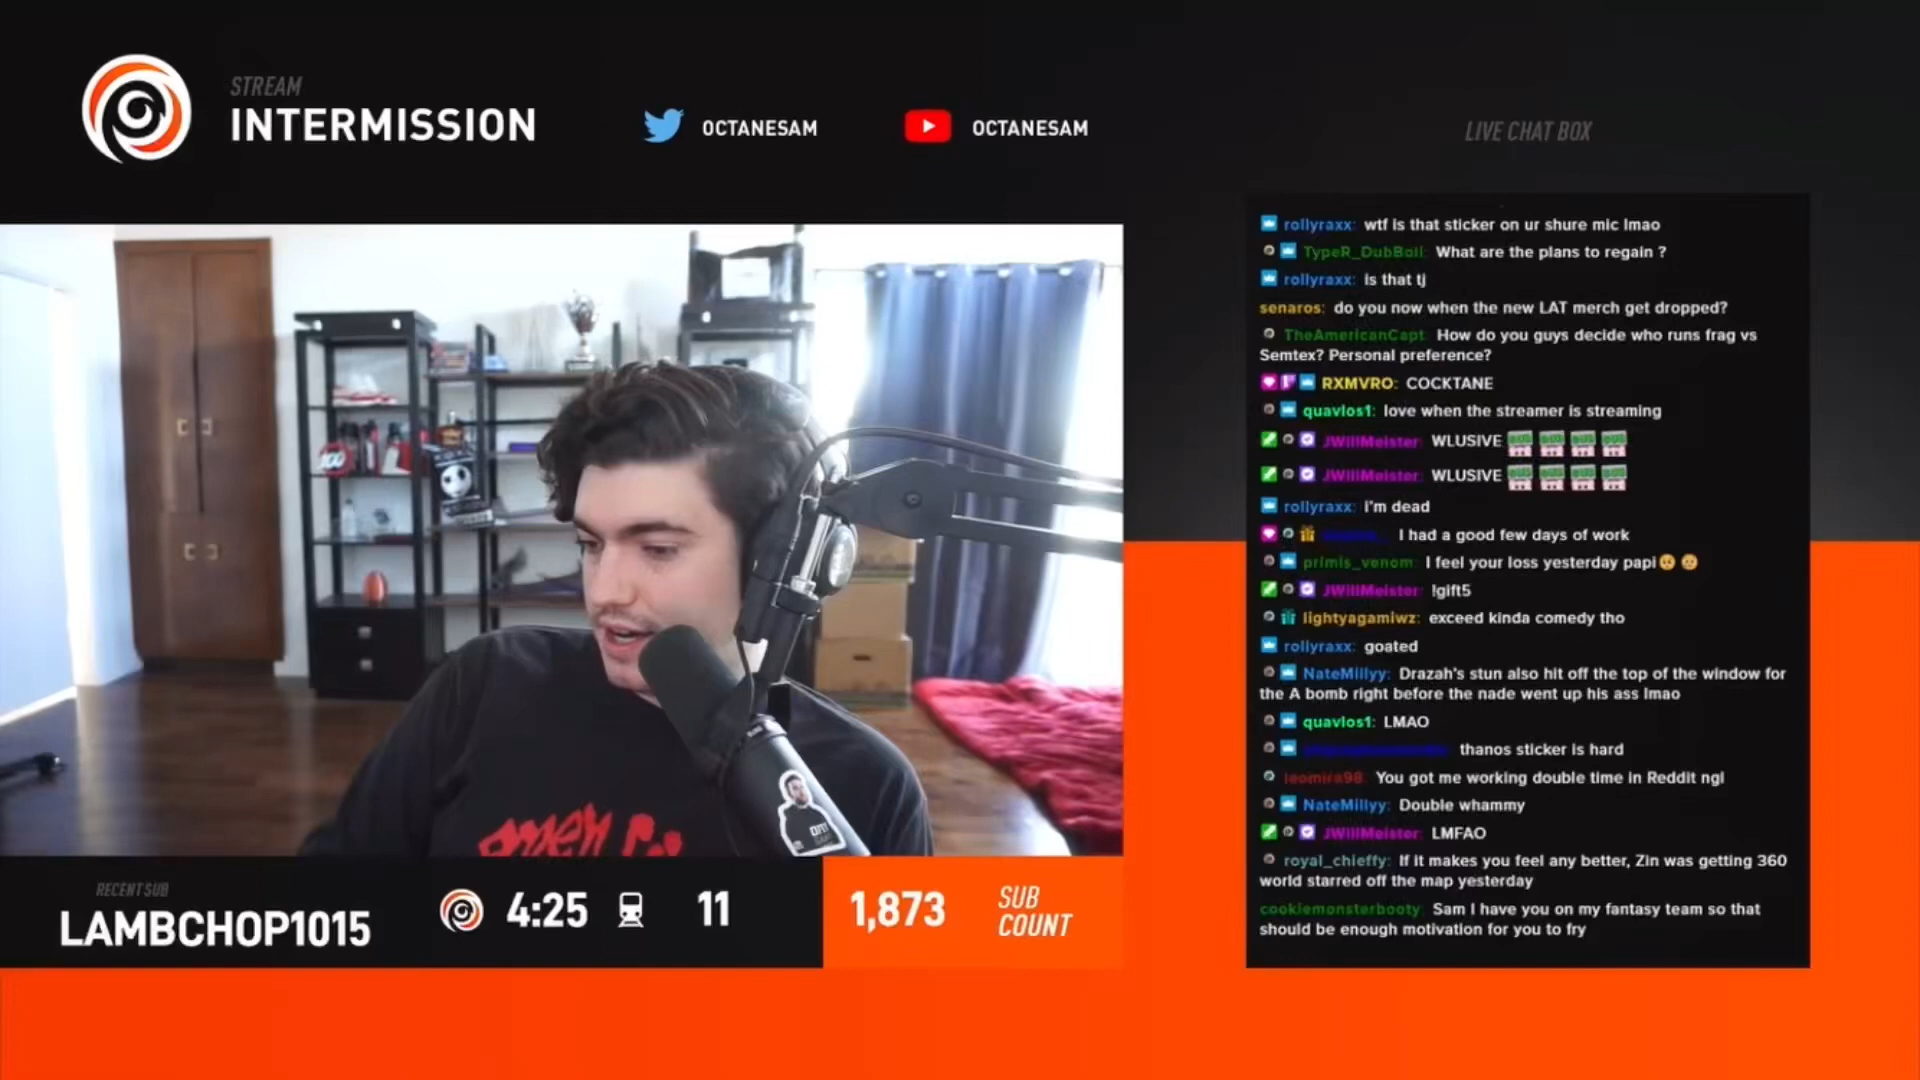 STREAM
INTERMISSION
OCTANESAM
OCTANESAM
LIVE CHAT BOX
rollyraxx: wtf is that sticker on ur shure mic lmao
TypeR_DubBall: What are the plans to regain ?
rollyraxx: is that tj
senaros: do you now when the new LAT merch get dropped?
TheAmericanCapt: How do you guys decide who runs frag vs
Semtex? Personal preference?
RXMVRO: COCKTANE
quavlos1: love when the streamer is streaming
JWillMeister: WLUSIVE
JWillMeister: WLUSIVE
rollyraxx: i'm dead
I had a good few days of work
primis_venom: I feel your loss yesterday papi
JWillMeister: !gift5
lightyagamiwz: exceed kinda comedy tho
rollyraxx: goated
NateMillyy: Drazah's stun also hit off the top of the window for
the A bomb right before the nade went up his ass lmao
quavlos1: LMAO
thanos sticker is hard
leomira98: You got me working double time in Reddit ngl
NateMillyy: Double whammy
JWillMeister: LMFAO
royal_chieffy: If it makes you feel any better, Zin was getting 360
world starred off the map yesterday
cookiemonsterbooty: Sam I have you on my fantasy team so that
should be enough motivation for you to fry
100
RECENT SUB
LAMBCHOP1015
4:25
11
1,873
SUB
COUNT